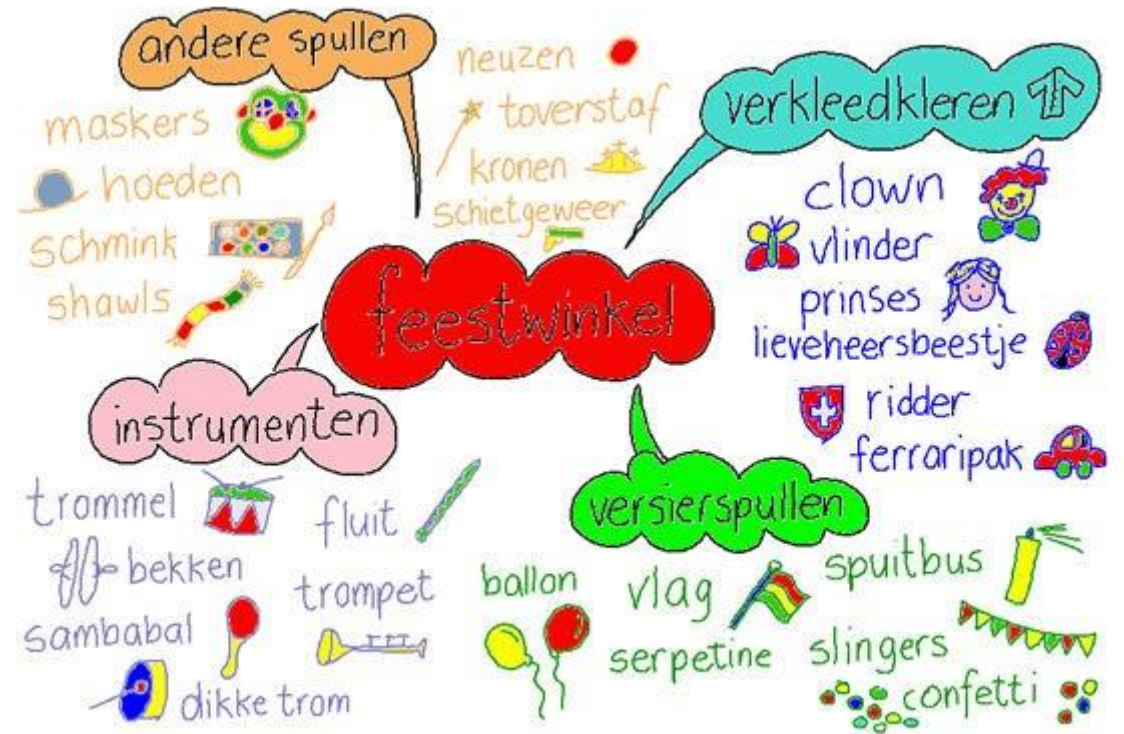 andere spullen
maskers
hoeden
schmink
shawls
neuzen
toverstaf
kronen
schietgeweer
verkleedkleren
clown
vlinder
prinses
lieveheersbeestje
ridder
ferraripak
feestwinkel
instrumenten
trommel
fluit
bekken
trompet
sambabal
dikke trom
versierspullen
ballon
vlag
spuitbus
serpetine
slingers
confetti